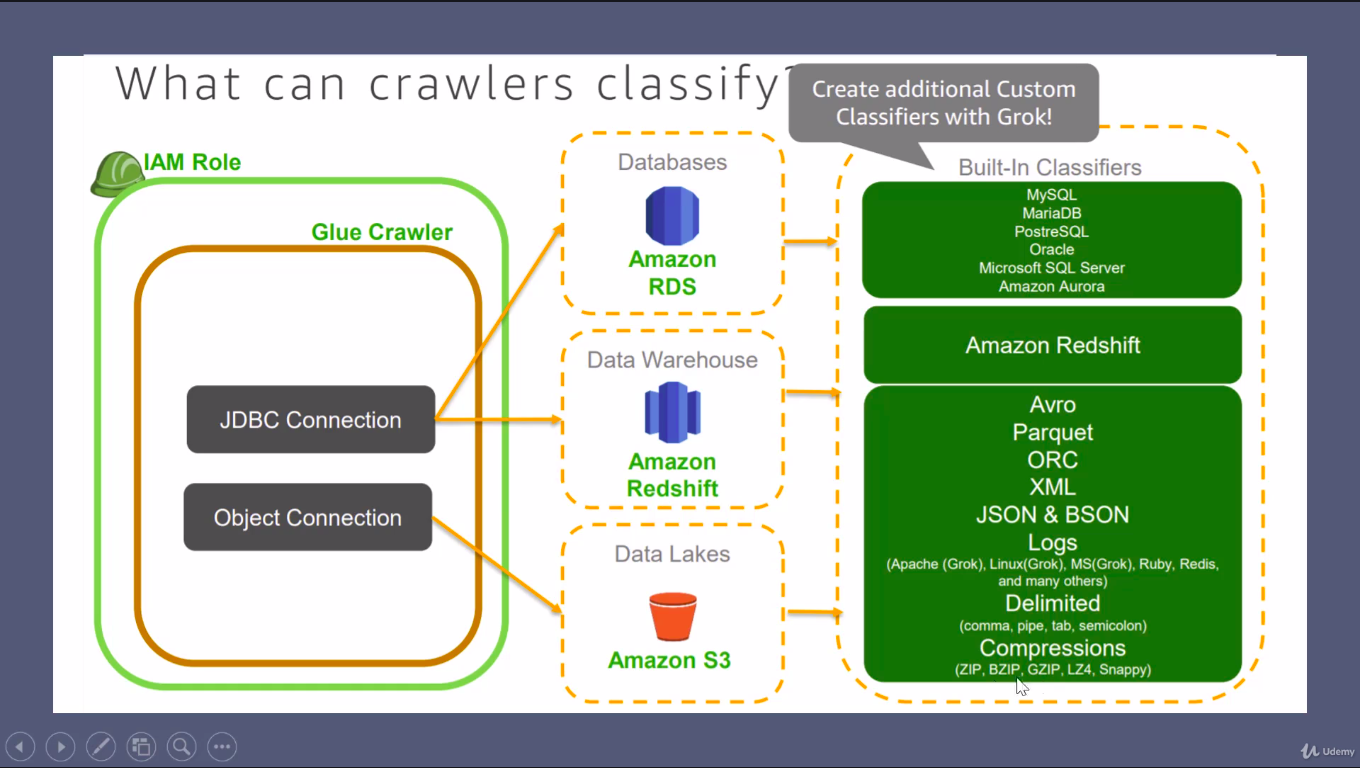 What can crawlers classify?
Create additional Custom
Classifiers with Grok!
IAM Role
Glue Crawler
JDBC Connection
Object Connection
Databases
Amazon
RDS
Data Warehouse
Amazon
Redshift
Data Lakes
Amazon S3
Built-In Classifiers
MySQL
MariaDB
PostreSQL
Oracle
Microsoft SQL Server
Amazon Aurora
Amazon Redshift
Avro
Parquet
ORC
XML
JSON & BSON
Logs
(Apache (Grok), Linux(Grok), MS(Grok), Ruby, Redis,
and many others)
Delimited
(comma, pipe, tab, semicolon)
Compressions
(ZIP, BZIP, GZIP, LZ4, Snappy)
Udemy